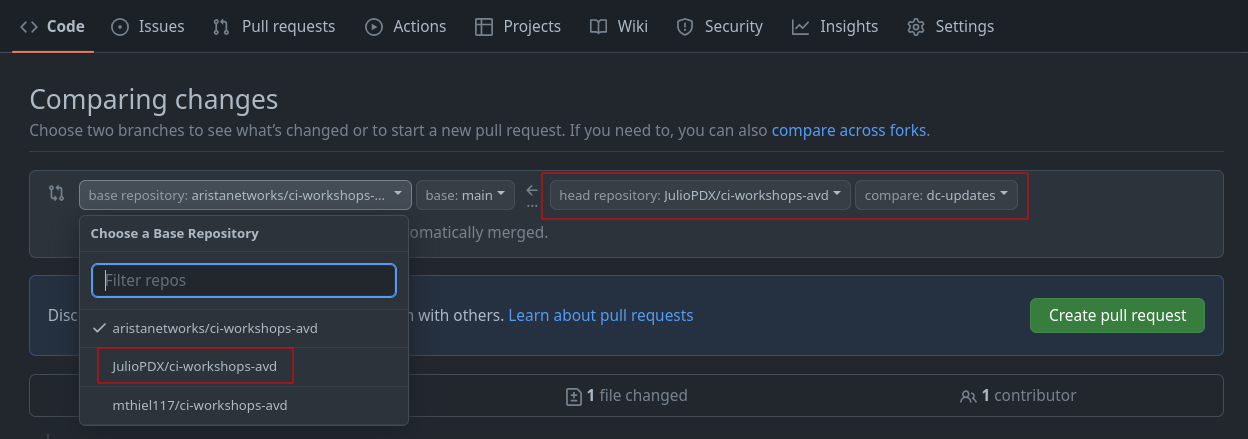 Code Issues Pull requests Actions Projects Wiki Security Insights Settings
Comparing changes
Choose two branches to see what's changed or to start a new pull request. If you need to, you can also compare across forks.
base repository: aristanetworks/ci-workshops-... base: main head repository: JulioPDX/ci-workshops-avd compare: dc-updates
Choose a Base Repository
omatically merged.
Filter repos
Disc
n with others. Learn about pull requests
Create pull request
aristanetworks/ci-workshops-avd
JulioPDX/ci-workshops-avd
mthiel117/ci-workshops-avd
1 file changed
1 contributor